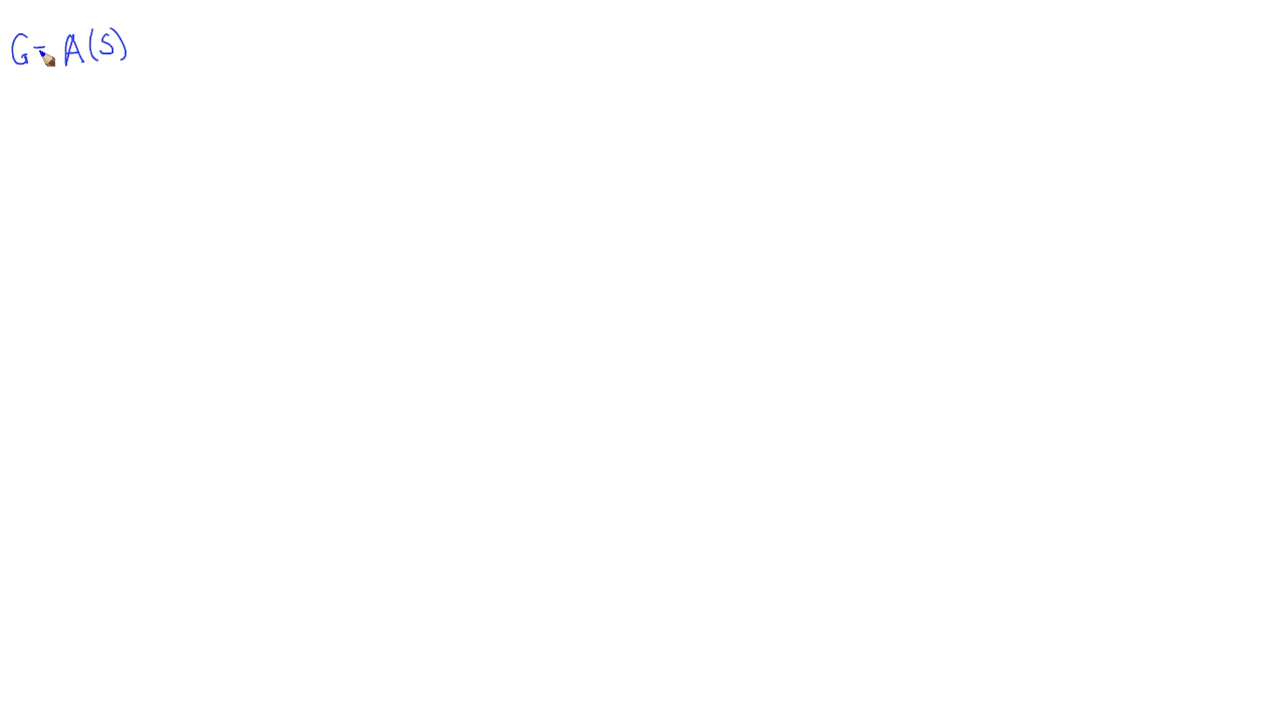 G = A(S)